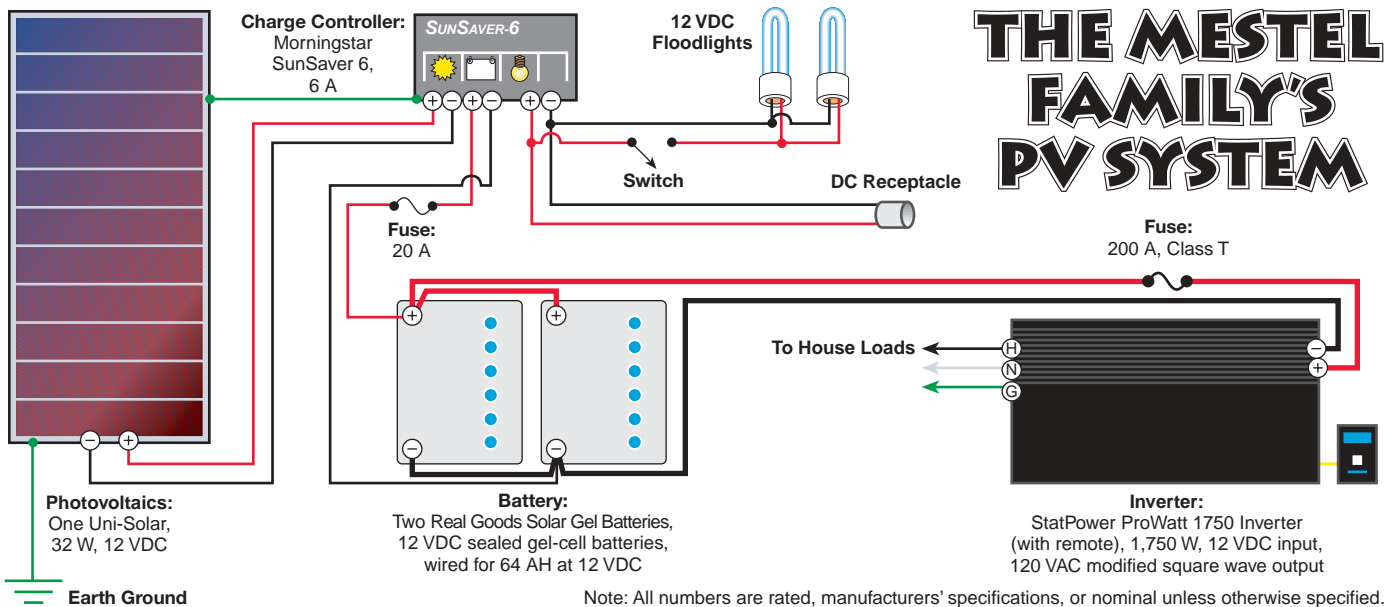 Charge Controller:
Morningstar
SunSaver 6,
6 A
SUNSAVER-6
+ − + − + −
12 VDC
Floodlights
THE MESTEL
FAMILY'S
PV SYSTEM
Switch
DC Receptacle
Fuse:
20 A
Fuse:
200 A, Class T
+
+
−
−
To House Loads
H
N
G
−
+
− +
Photovoltaics:
One Uni-Solar,
32 W, 12 VDC
Battery:
Two Real Goods Solar Gel Batteries,
12 VDC sealed gel-cell batteries,
wired for 64 AH at 12 VDC
Inverter:
StatPower ProWatt 1750 Inverter
(with remote), 1,750 W, 12 VDC input,
120 VAC modified square wave output
Earth Ground
Note: All numbers are rated, manufacturers' specifications, or nominal unless otherwise specified.